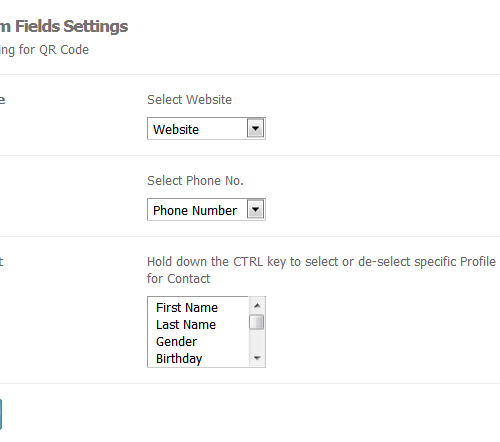 m Fields Settings
ing for QR Code
e
Select Website
Website
Select Phone No.
Phone Number
t
Hold down the CTRL key to select or de-select specific Profile
for Contact
First Name
Last Name
Gender
Birthday